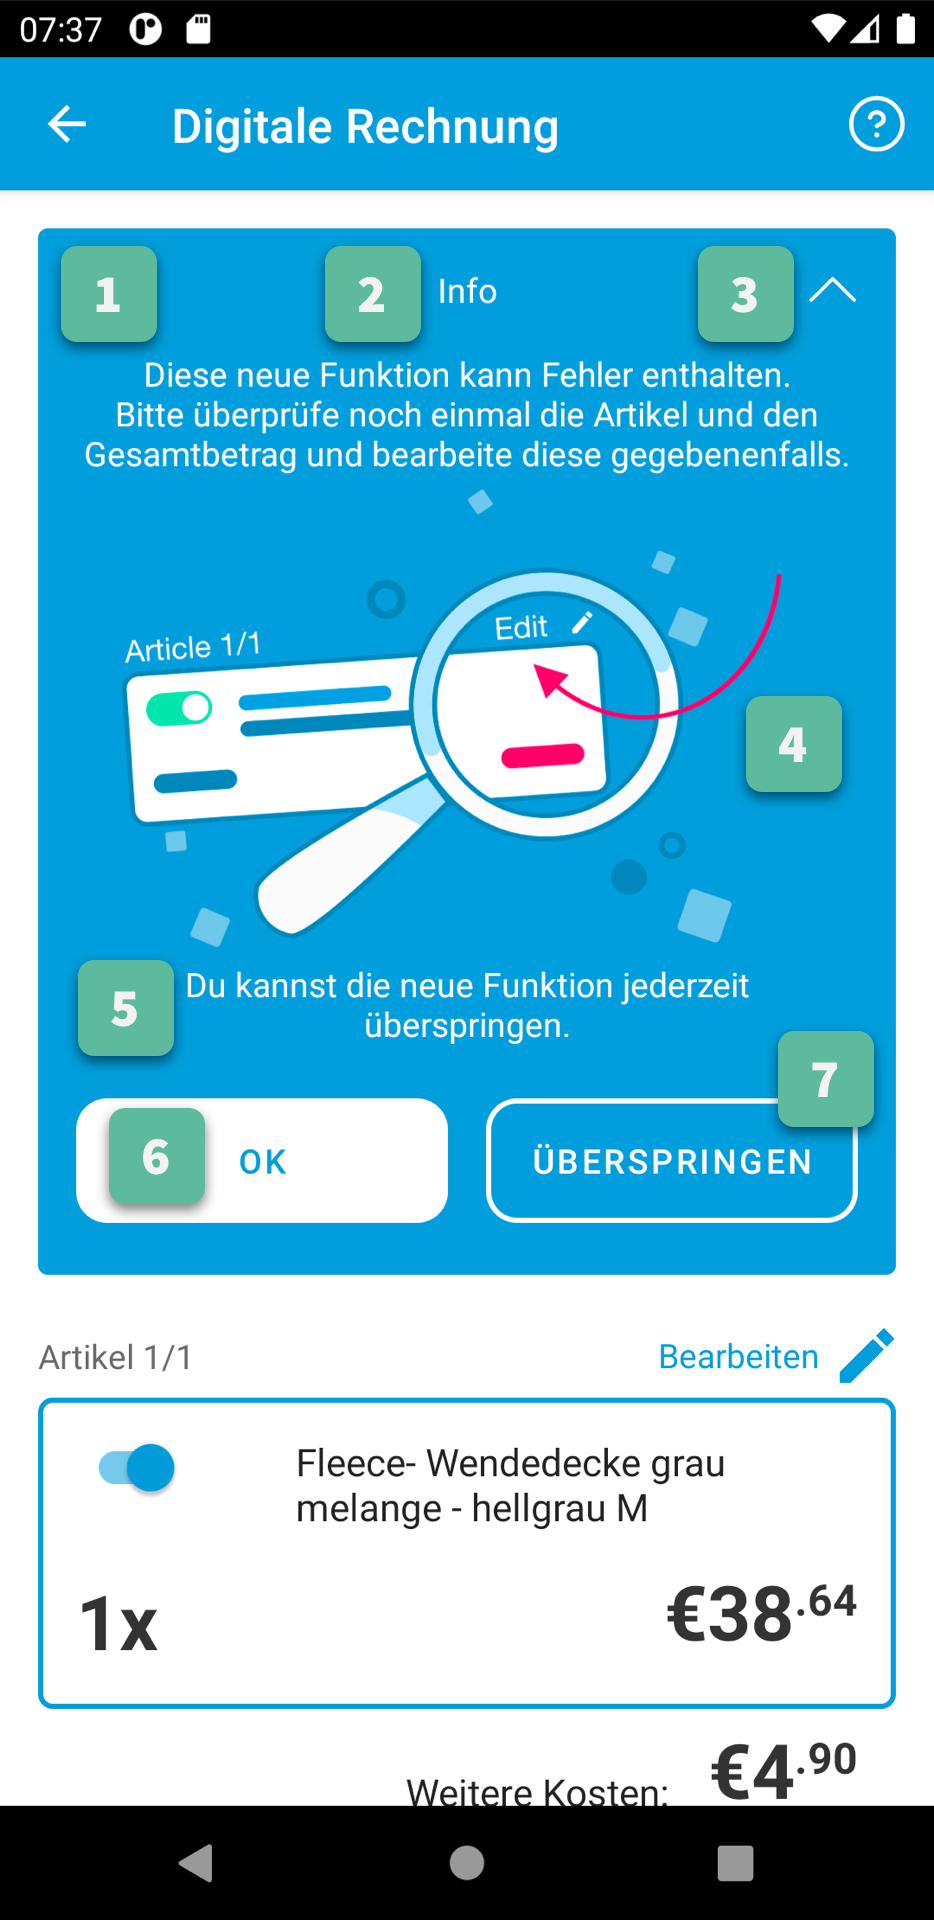 07:37
Digitale Rechnung ?
1 2 Info 3
Diese neue Funktion kann Fehler enthalten.
Bitte überprüfe noch einmal die Artikel und den
Gesamtbetrag und bearbeite diese gegebenenfalls.
Article 1/1
Edit
4
5
Du kannst die neue Funktion jederzeit
überspringen.
7
6 OK
ÜBERSPRINGEN
Artikel 1/1 Bearbeiten
Fleece- Wendedecke grau
melange - hellgrau M
1x €38.64
Weitere Kosten: €4.90